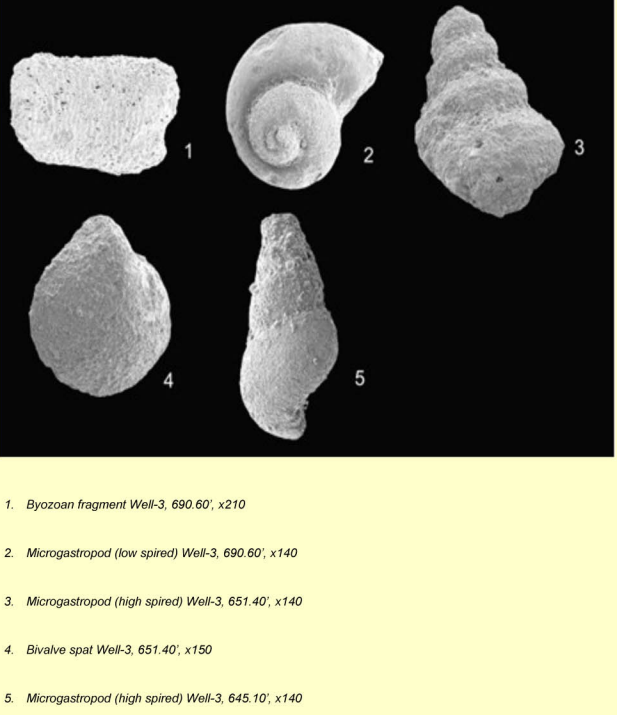 1
2
3
4
5
1. Byozoan fragment Well-3, 690.60', x210
2. Microgastropod (low spired) Well-3, 690.60', x140
3. Microgastropod (high spired) Well-3, 651.40', x140
4. Bivalve spat Well-3, 651.40', x150
5. Microgastropod (high spired) Well-3, 645.10', x140